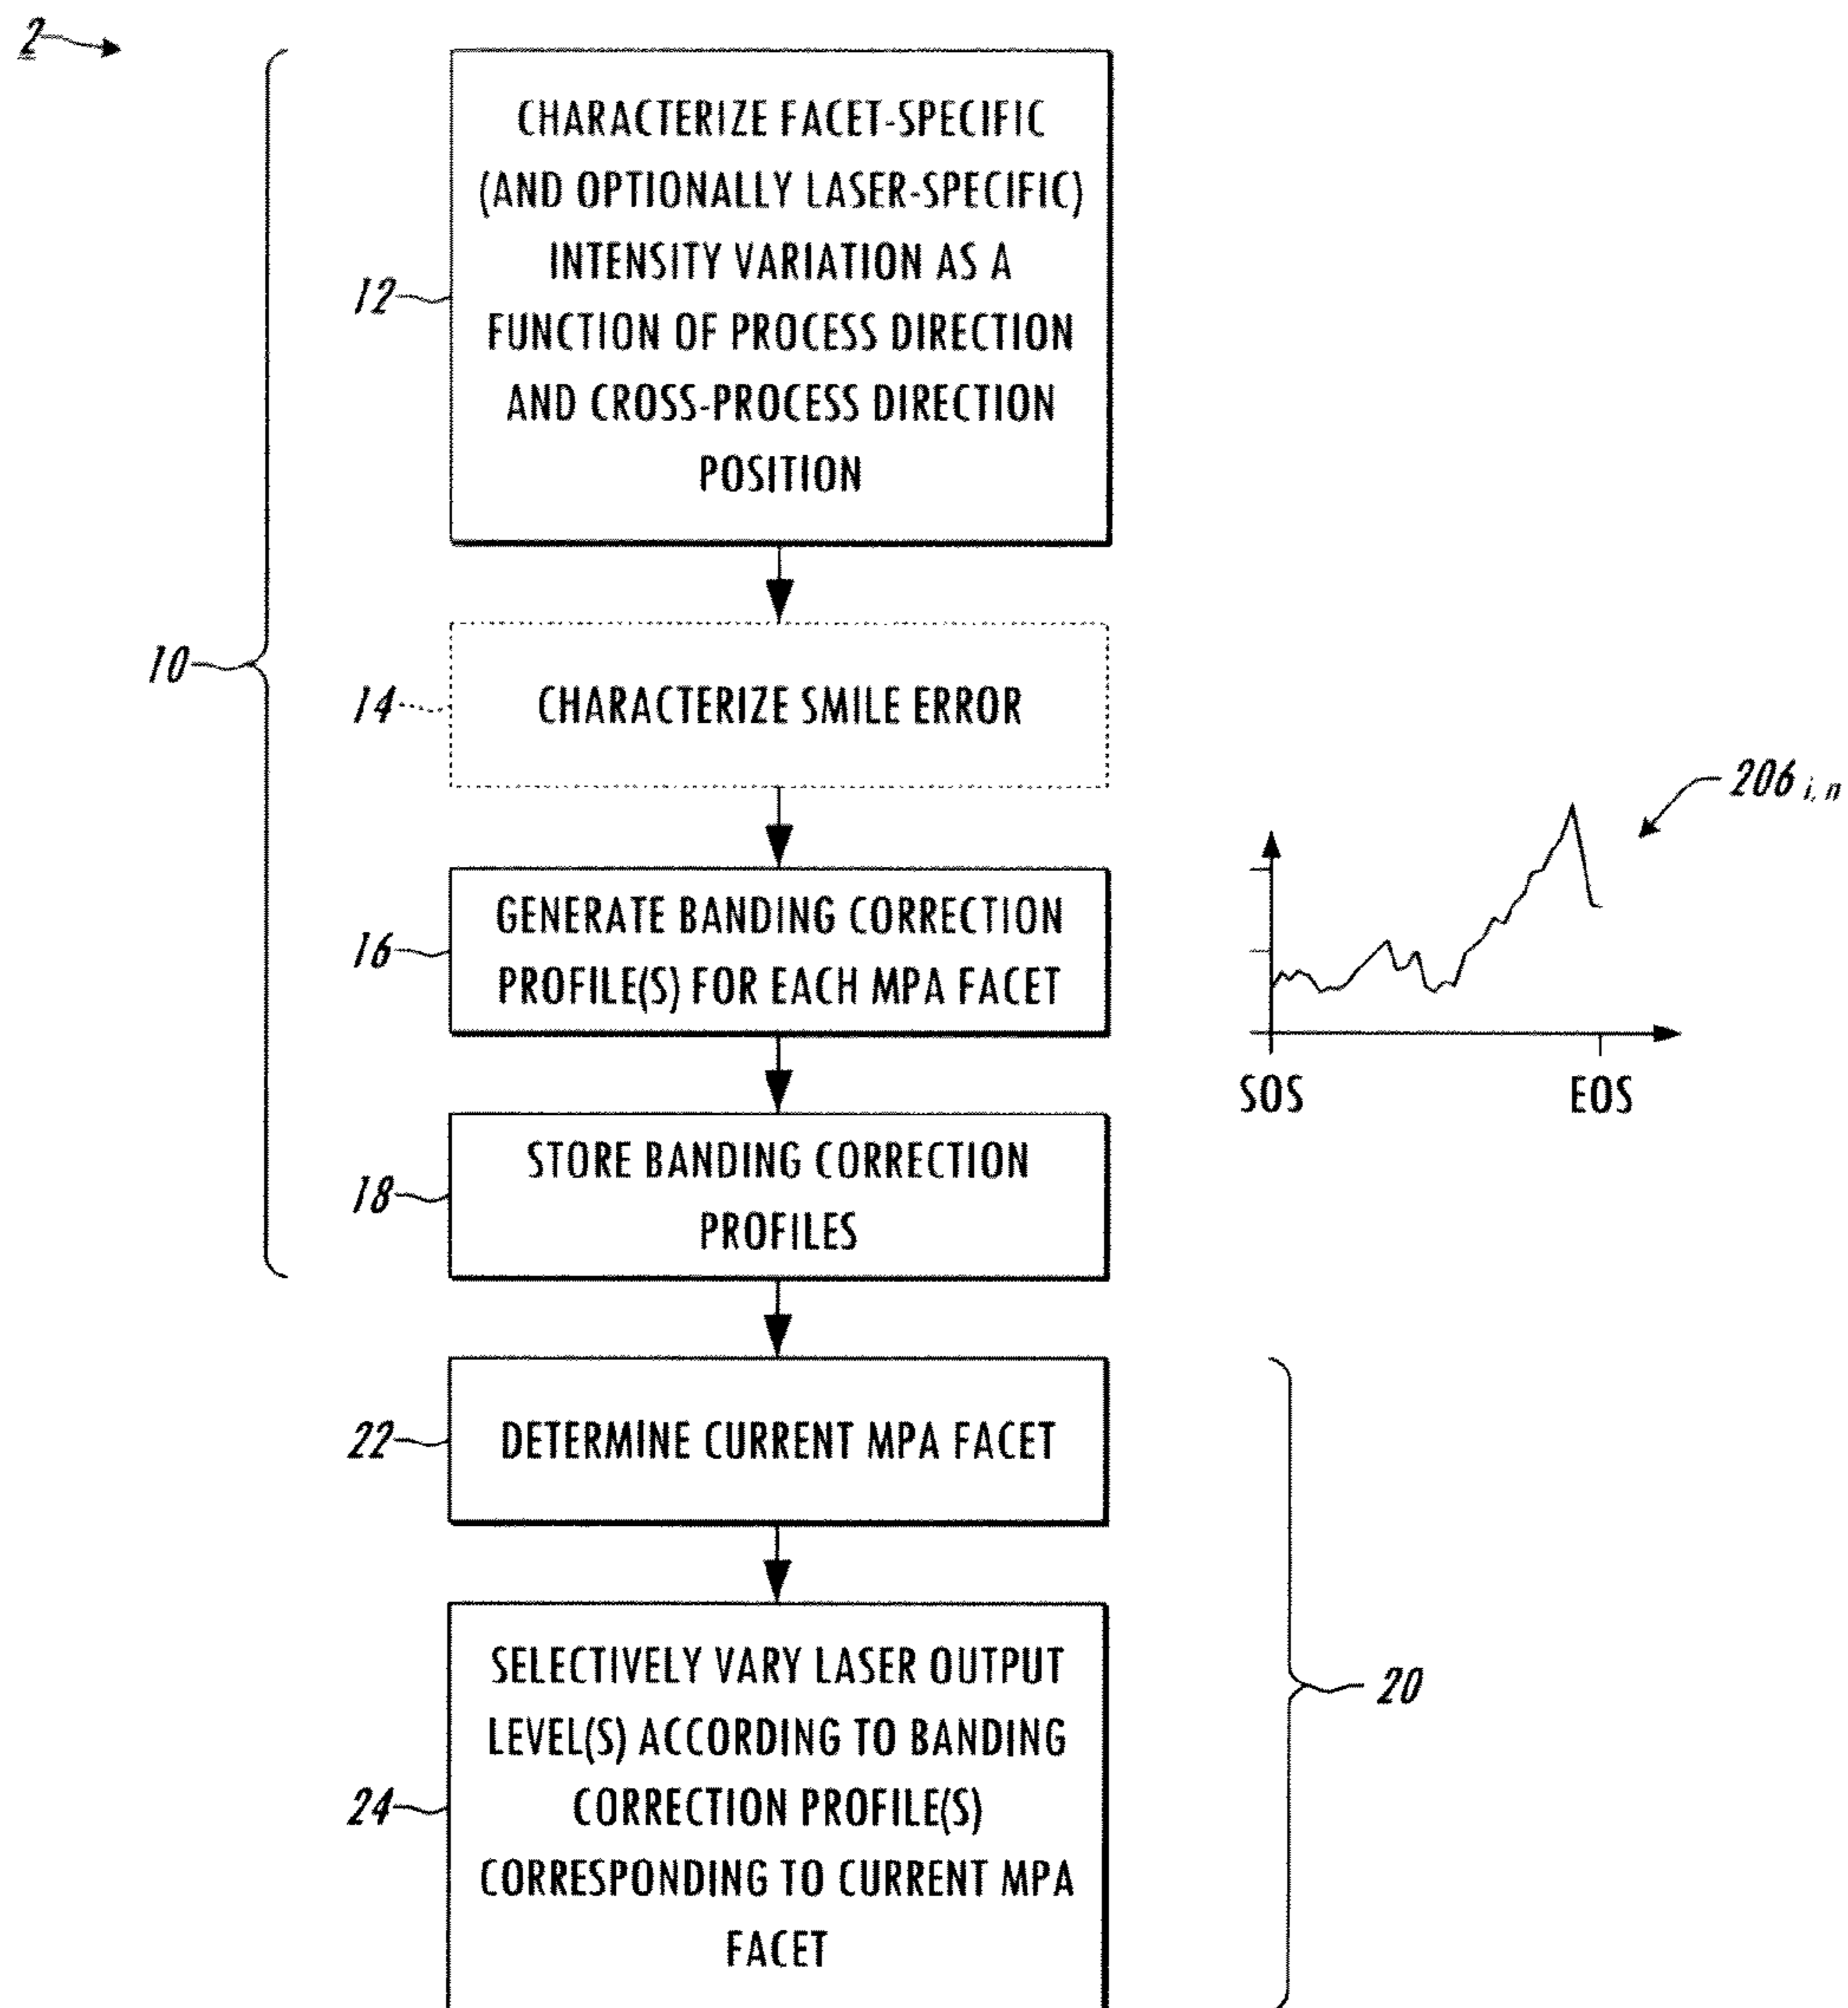 2
CHARACTERIZE FACET-SPECIFIC
(AND OPTIONALLY LASER-SPECIFIC)
INTENSITY VARIATION AS A
FUNCTION OF PROCESS DIRECTION
AND CROSS-PROCESS DIRECTION
POSITION
12
10
14
CHARACTERIZE SMILE ERROR
206 i, n
16
GENERATE BANDING CORRECTION
PROFILE(S) FOR EACH MPA FACET
SOS
EOS
18
STORE BANDING CORRECTION
PROFILES
22
DETERMINE CURRENT MPA FACET
20
24
SELECTIVELY VARY LASER OUTPUT
LEVEL(S) ACCORDING TO BANDING
CORRECTION PROFILE(S)
CORRESPONDING TO CURRENT MPA
FACET